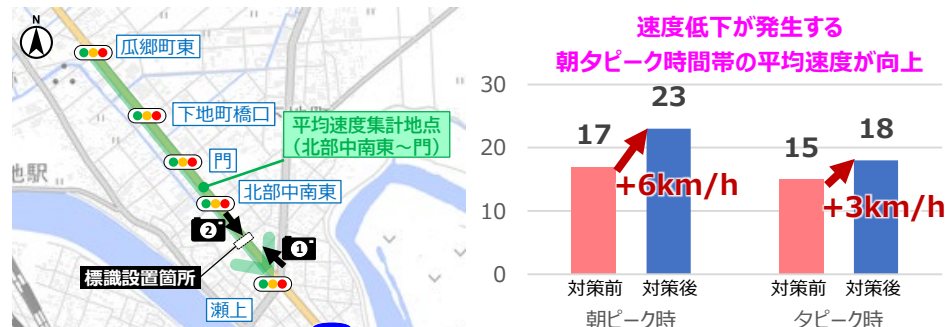 N
瓜郷町東
下地町橋口
平均速度集計地点
(北部中南東～門)
門
北部中南東
②
①
標識設置箇所
瀬上
速度低下が発生する
朝夕ピーク時間帯の平均速度が向上
30
20
10
0
17
23
+6km/h
15
18
+3km/h
対策前
対策後
対策前
対策後
朝ピーク時
夕ピーク時